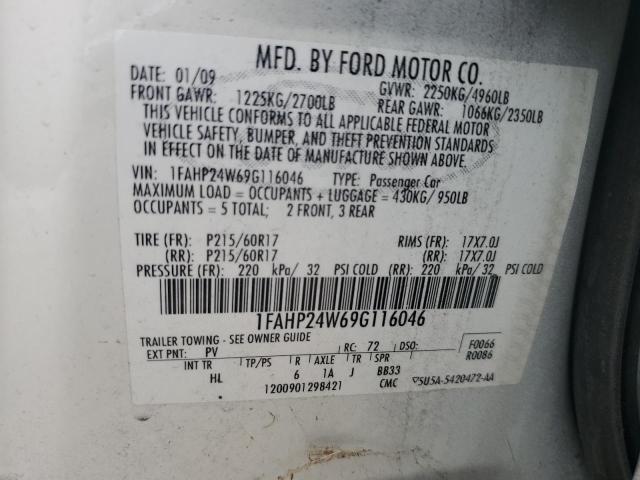 MFD. BY FORD MOTOR CO.
DATE: 01/09 GVWR: 2250KG/4960LB
FRONT GAWR: 1225KG/2700LB REAR GAWR: 1066KG/2350LB
THIS VEHICLE CONFORMS TO ALL APPLICABLE FEDERAL MOTOR
VEHICLE SAFETY, BUMPER, AND THEFT PREVENTION STANDARDS
IN EFFECT ON THE DATE OF MANUFACTURE SHOWN ABOVE.
VIN: 1FAHP24W69G116046 TYPE: Passenger Car
MAXIMUM LOAD = OCCUPANTS + LUGGAGE = 430KG/ 950LB
OCCUPANTS = 5 TOTAL; 2 FRONT, 3 REAR
TIRE (FR): P215/60R17 RIMS (FR): 17X7.0J
(RR): P215/60R17 (RR): 17X7.0J
PRESSURE (FR): 220 kPa/ 32 PSI COLD (RR): 220 kPa/ 32 PSI COLD
1FAHP24W69G116046
TRAILER TOWING - SEE OWNER GUIDE
EXT PNT: PV RC: 72 DSO: F0066
R0086
INT TR TP/PS R AXLE TR SPR
HL 6 1A J BB33
1200901298421 CMC 5U5A-5420472-AA